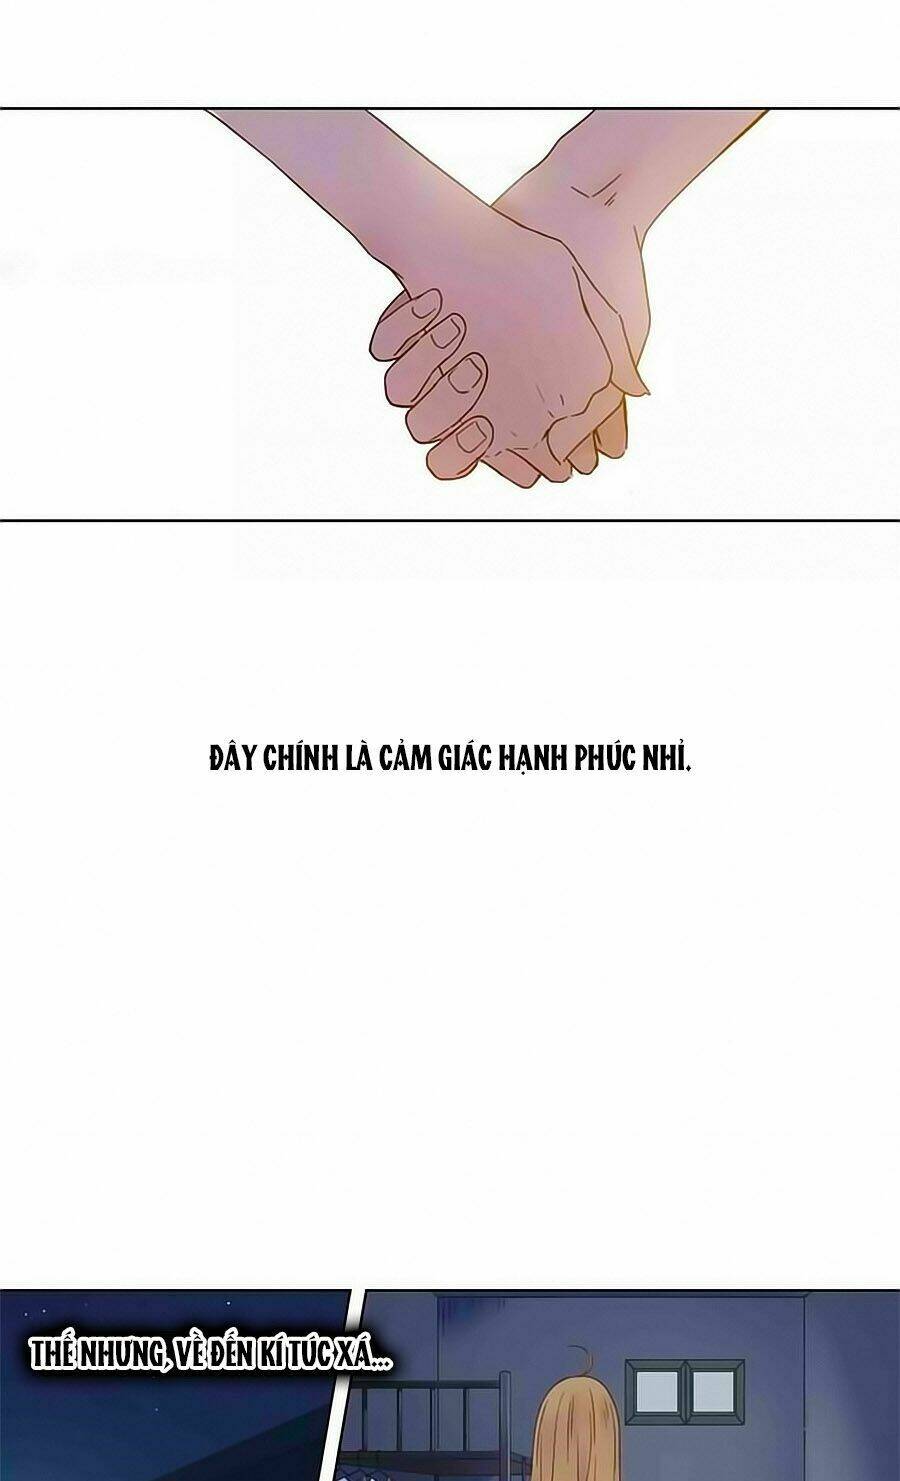 ĐÂY CHÍNH LÀ CẢM GIÁC HẠNH PHÚC NHỈ.
THẾ NHƯNG, VỀ ĐẾN KÍ TÚC XÁ...